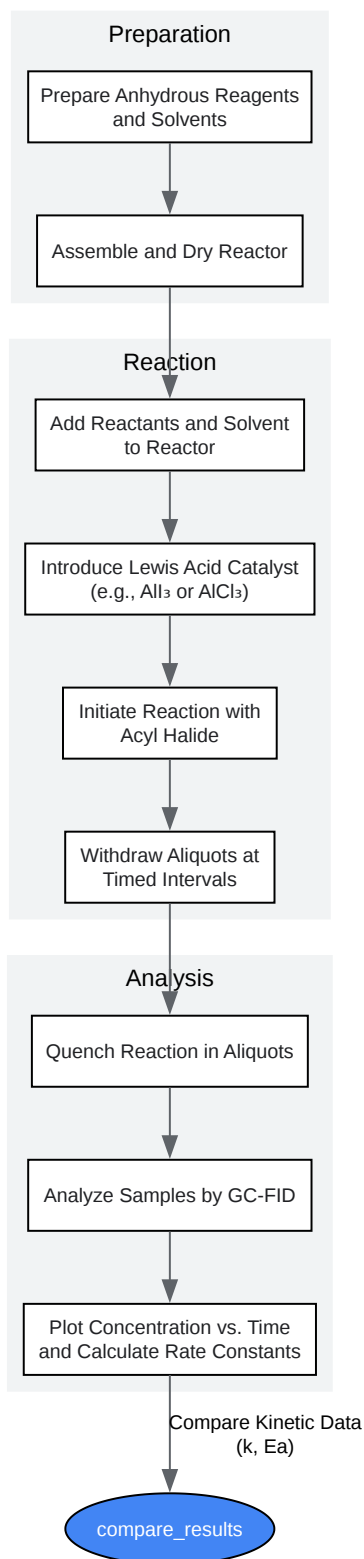 Preparation
Prepare Anhydrous Reagents
and Solvents
Assemble and Dry Reactor
Reaction
Add Reactants and Solvent
to Reactor
Introduce Lewis Acid Catalyst
(e.g., AlI₃ or AlCl₃)
Initiate Reaction with
Acyl Halide
Withdraw Aliquots at
Timed Intervals
Analysis
Quench Reaction in Aliquots
Analyze Samples by GC-FID
Plot Concentration vs. Time
and Calculate Rate Constants
Compare Kinetic Data
(k, Ea)
compare_results